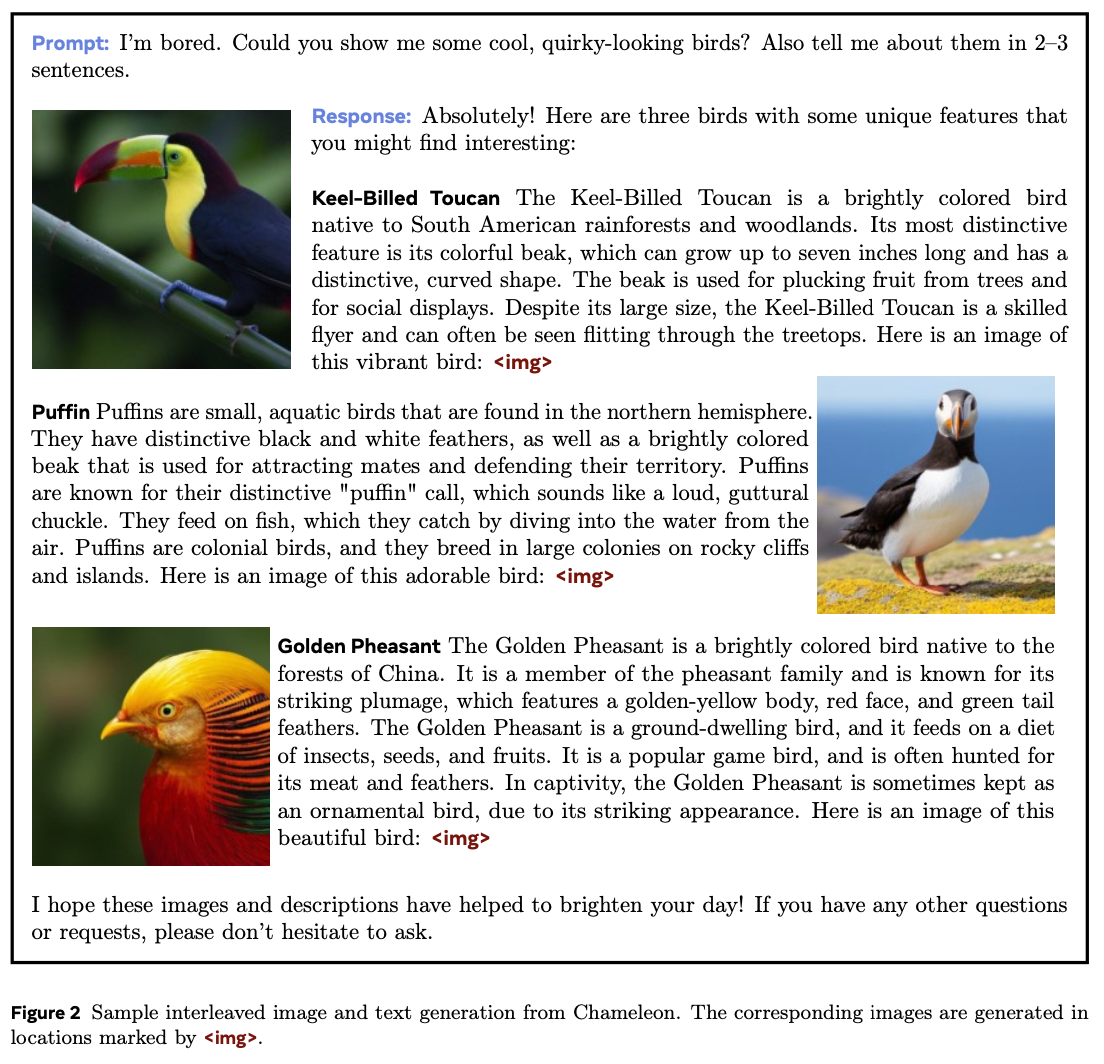 Prompt: I'm bored. Could you show me some cool, quirky-looking birds? Also tell me about them in 2–3
sentences.
Response: Absolutely! Here are three birds with some unique features that
you might find interesting:
Keel-Billed Toucan The Keel-Billed Toucan is a brightly colored bird
native to South American rainforests and woodlands. Its most distinctive
feature is its colorful beak, which can grow up to seven inches long and has a
distinctive, curved shape. The beak is used for plucking fruit from trees and
for social displays. Despite its large size, the Keel-Billed Toucan is a skilled
flyer and can often be seen flitting through the treetops. Here is an image of
this vibrant bird: <img>
Puffin Puffins are small, aquatic birds that are found in the northern hemisphere.
They have distinctive black and white feathers, as well as a brightly colored
beak that is used for attracting mates and defending their territory. Puffins
are known for their distinctive "puffin" call, which sounds like a loud, guttural
chuckle. They feed on fish, which they catch by diving into the water from the
air. Puffins are colonial birds, and they breed in large colonies on rocky cliffs
and islands. Here is an image of this adorable bird: <img>
Golden Pheasant The Golden Pheasant is a brightly colored bird native to the
forests of China. It is a member of the pheasant family and is known for its
striking plumage, which features a golden-yellow body, red face, and green tail
feathers. The Golden Pheasant is a ground-dwelling bird, and it feeds on a diet
of insects, seeds, and fruits. It is a popular game bird, and is often hunted for
its meat and feathers. In captivity, the Golden Pheasant is sometimes kept as
an ornamental bird, due to its striking appearance. Here is an image of this
beautiful bird: <img>
I hope these images and descriptions have helped to brighten your day! If you have any other questions
or requests, please don't hesitate to ask.
Figure 2 Sample interleaved image and text generation from Chameleon. The corresponding images are generated in
locations marked by <img>.